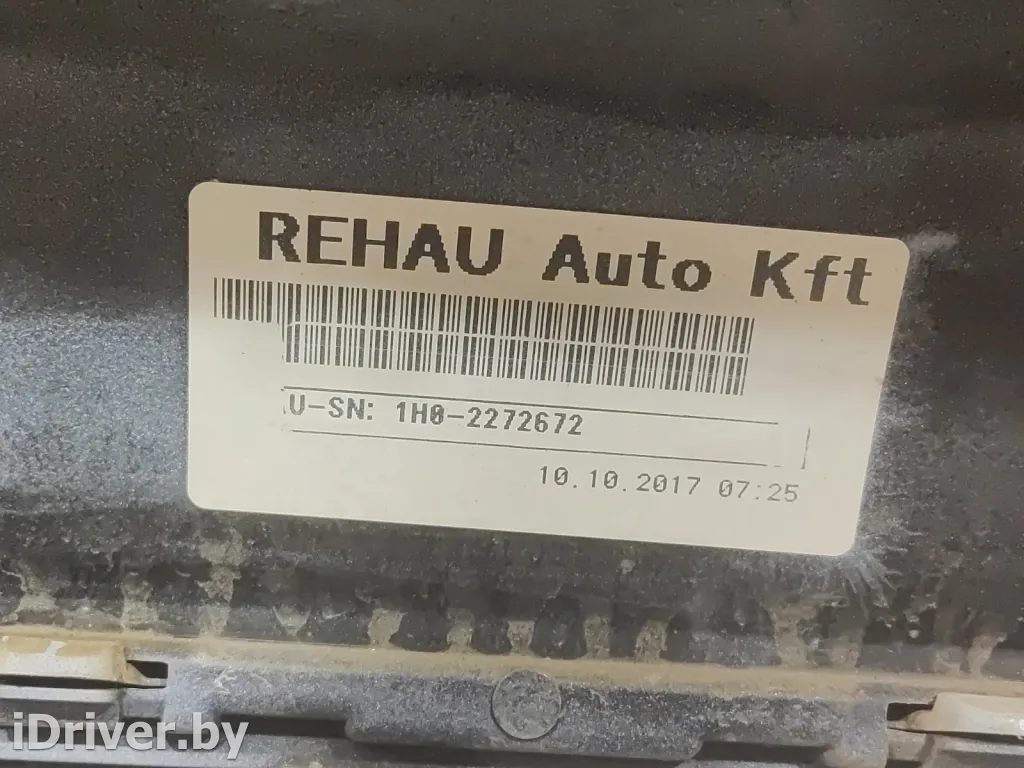 REHAU Auto Kft
U-SN: 1H0-2272672
10.10.2017 07:25
iDriver.by